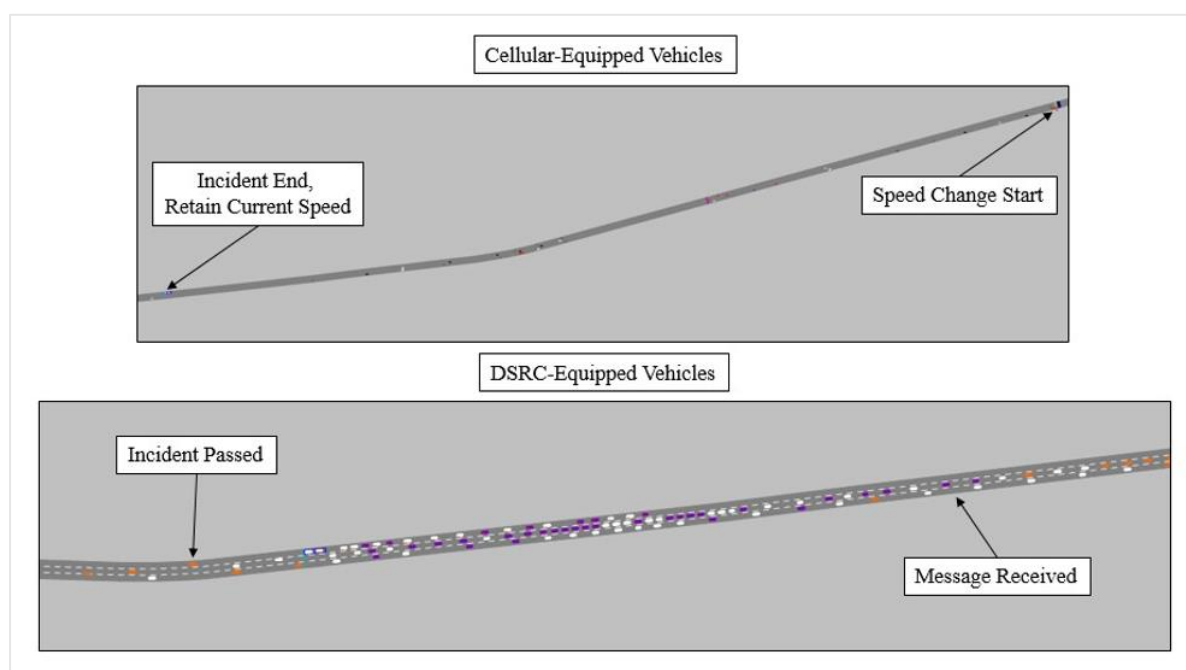 Cellular-Equipped Vehicles
Incident End,
Retain Current Speed
Speed Change Start
DSRC-Equipped Vehicles
Incident Passed
Message Received